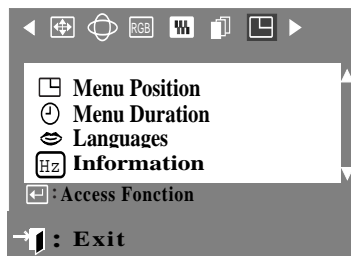 RGB
Menu Position
Menu Duration
Languages
Hz Information
: Access Fonction
: Exit